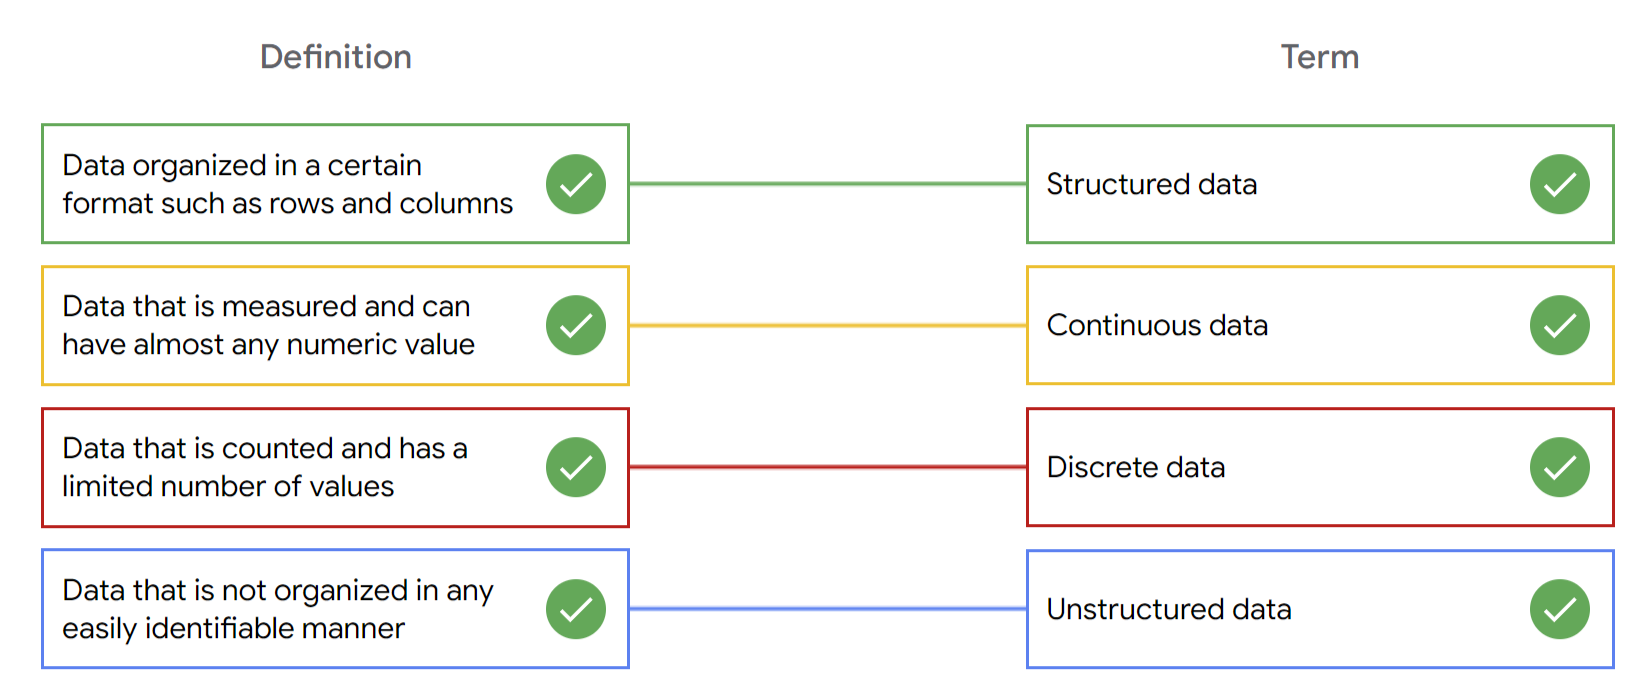 Definition
Term
Data organized in a certain
format such as rows and columns
Structured data
Data that is measured and can
have almost any numeric value
Continuous data
Data that is counted and has a
limited number of values
Discrete data
Data that is not organized in any
easily identifiable manner
Unstructured data